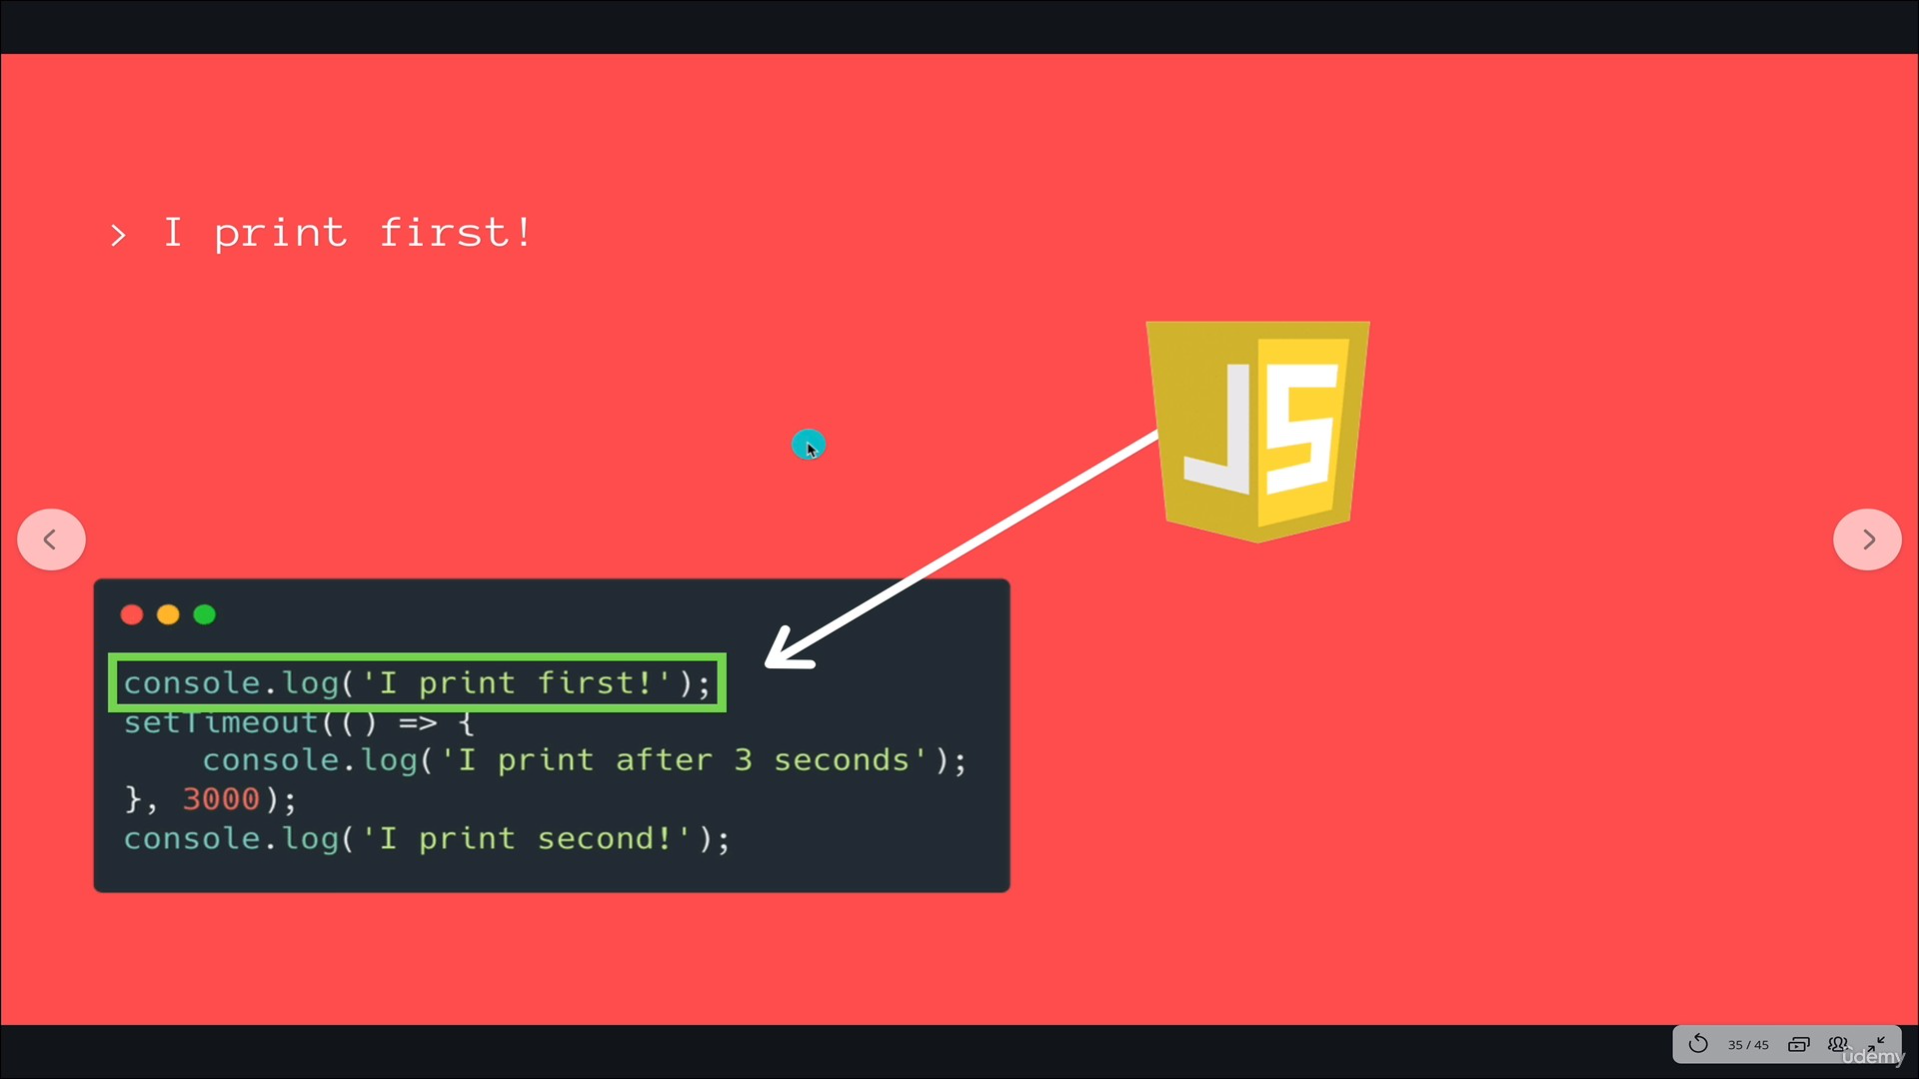 > I print first!
JS
console.log('I print first!');
setTimeout(() => {
    console.log('I print after 3 seconds');
}, 3000);
console.log('I print second!');
35 / 45
ûdemy